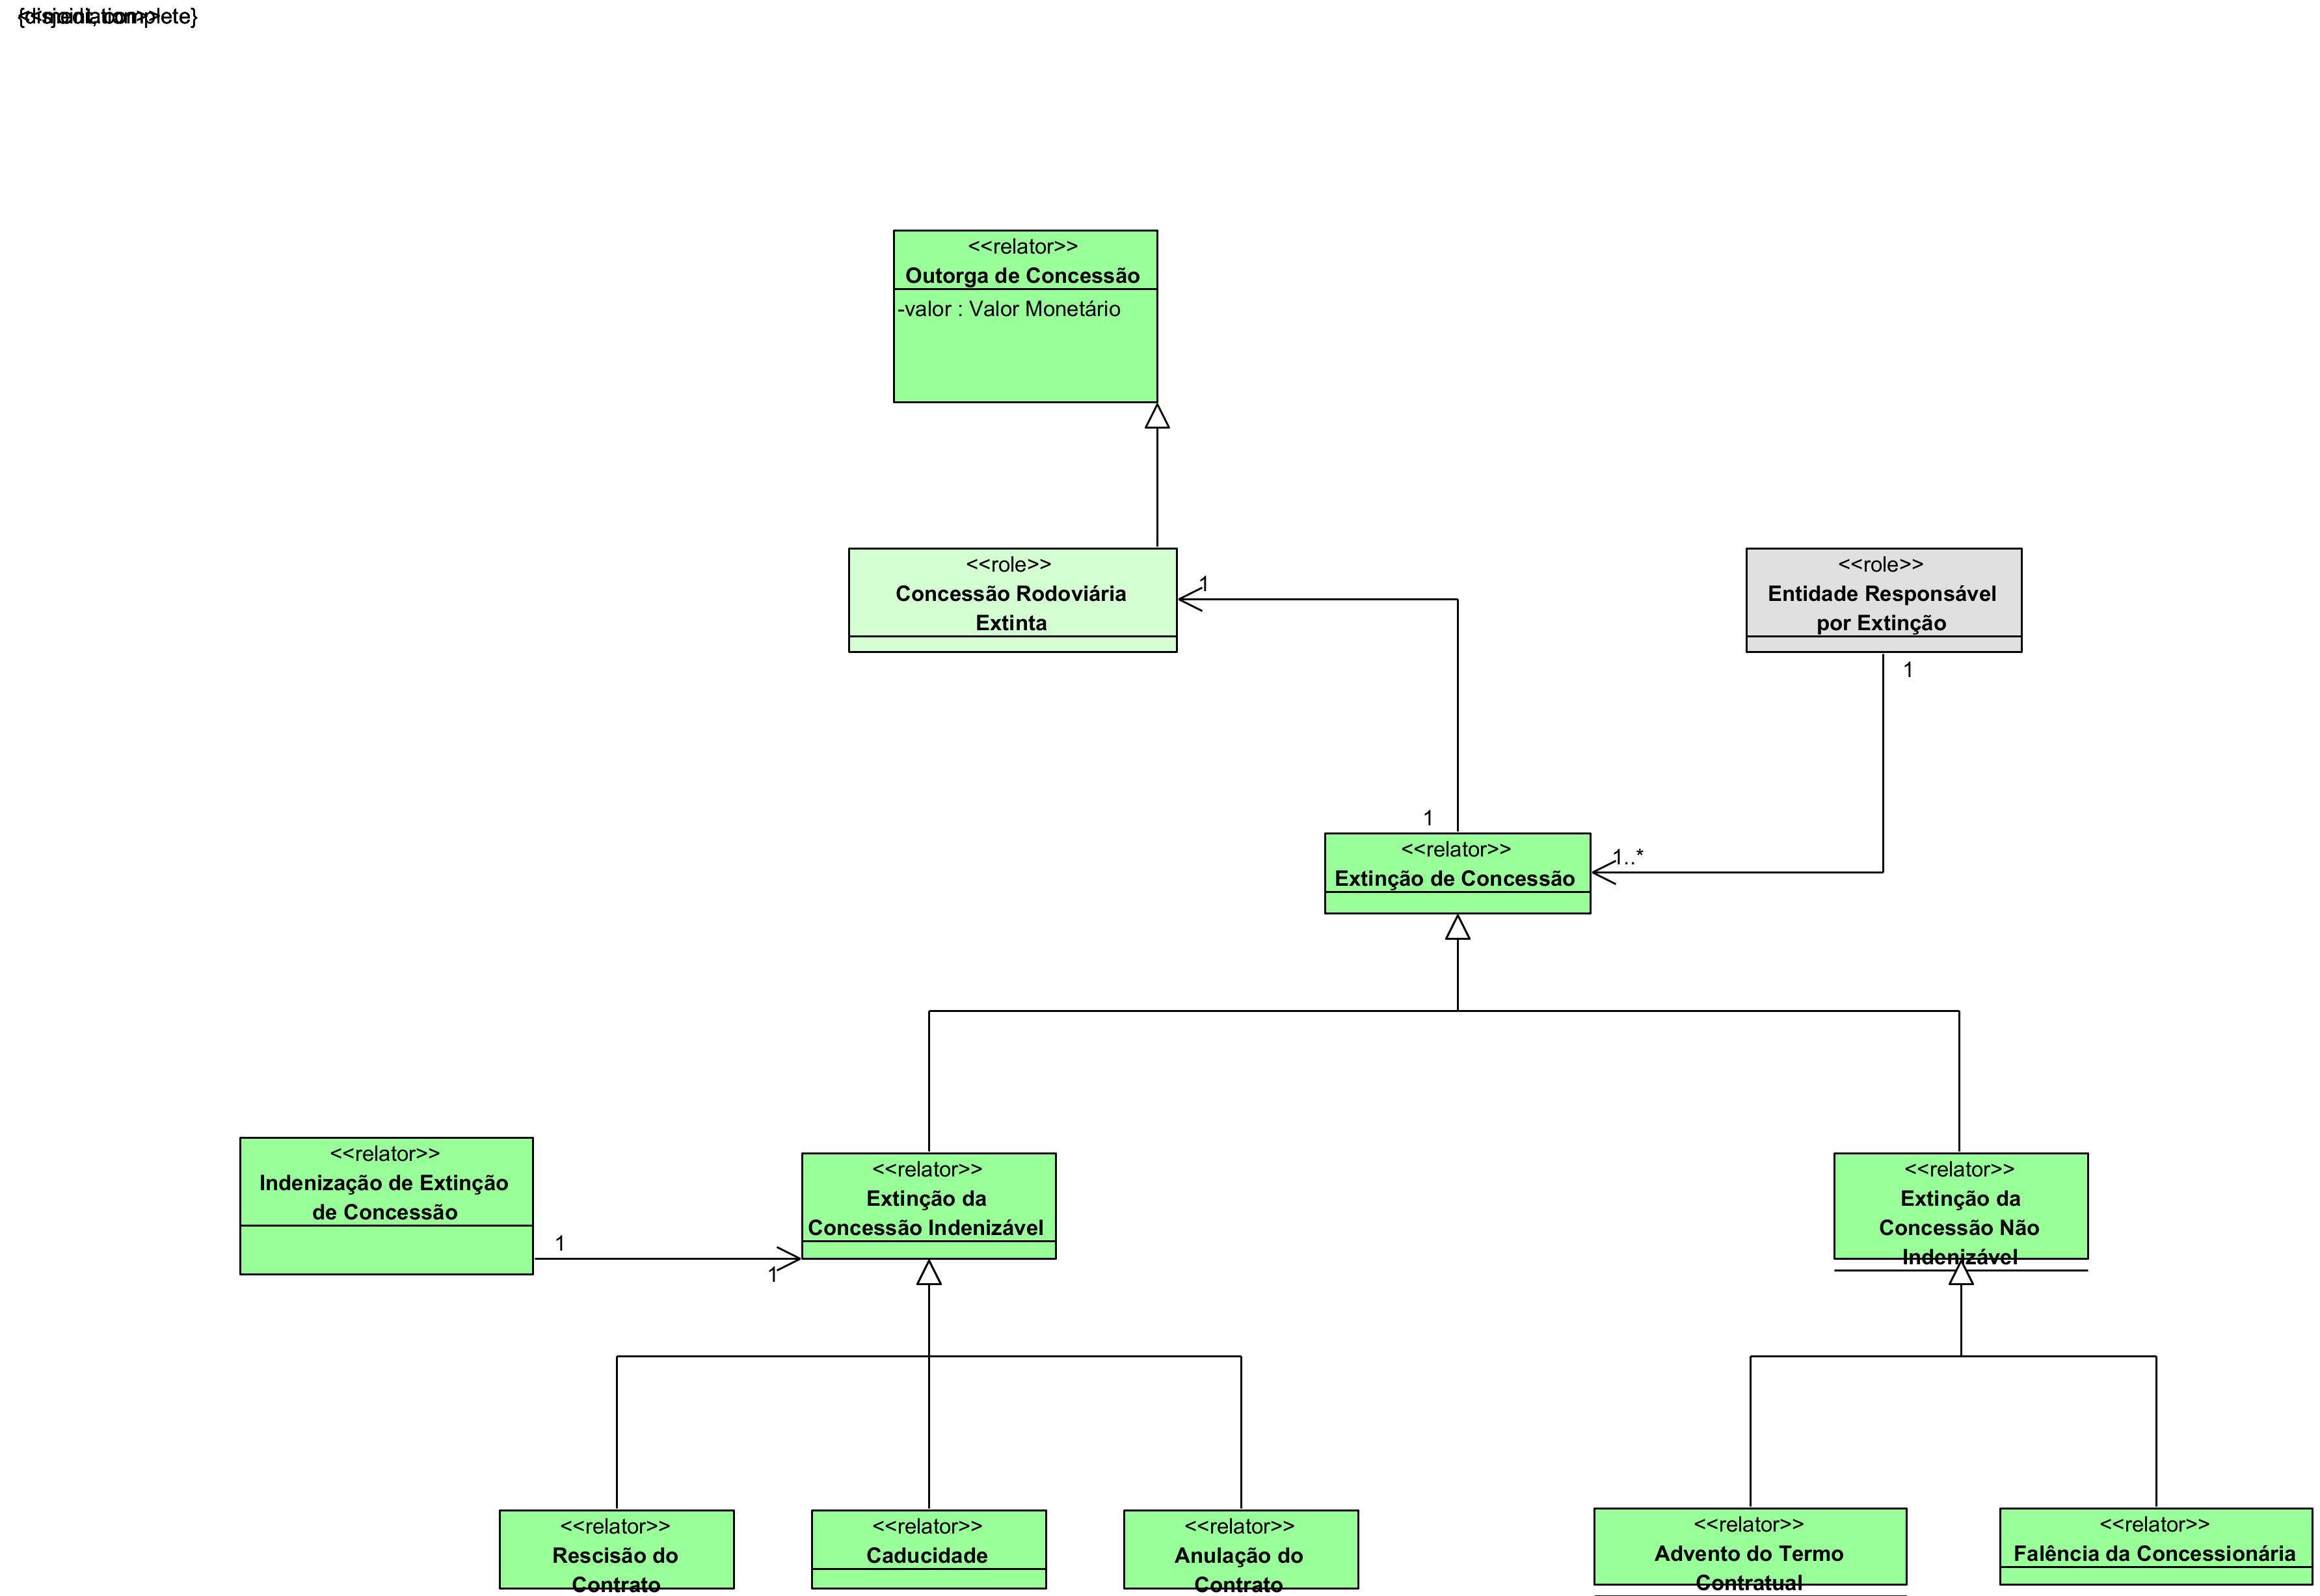 {disjoint, complete}
<<mediation>>
<<relator>>
Outorga de Concessão
-valor : Valor Monetário
<<role>>
Concessão Rodoviária
Extinta
1
<<role>>
Entidade Responsável
por Extinção
1
1
1..*
<<relator>>
Extinção de Concessão
<<relator>>
Indenização de Extinção
de Concessão
1
1
<<relator>>
Extinção da
Concessão Indenizável
<<relator>>
Extinção da
Concessão Não
Indenizável
<<relator>>
Rescisão do
Contrato
<<relator>>
Caducidade
<<relator>>
Anulação do
Contrato
<<relator>>
Advento do Termo
Contratual
<<relator>>
Falência da Concessionária